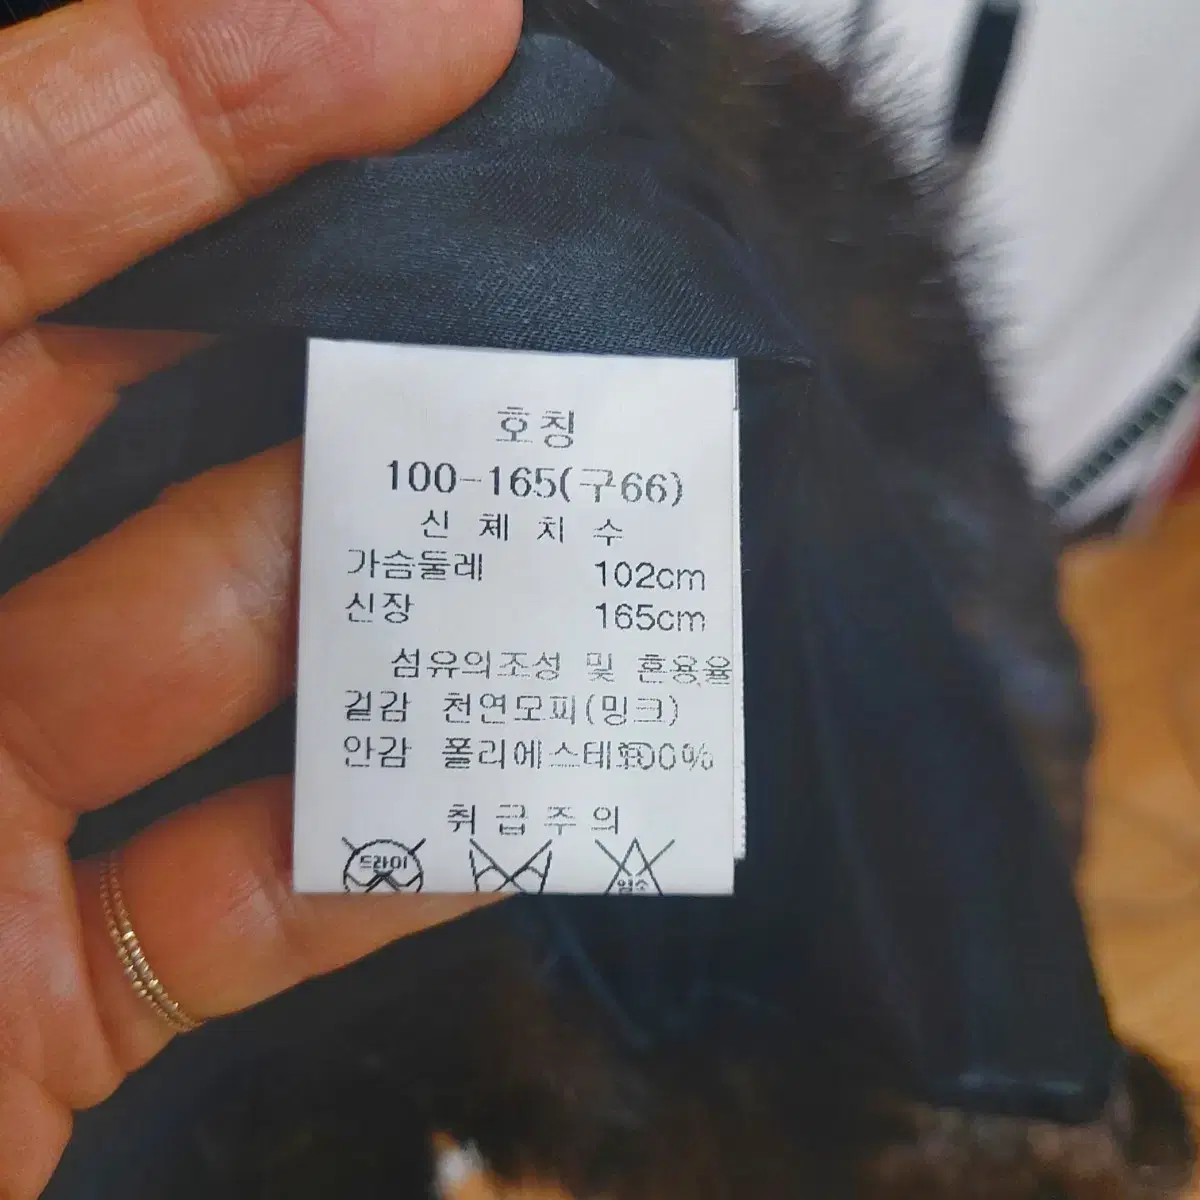 호칭
100-165(구66)
신 체 치 수
가슴둘레 102cm
신장 165cm
섬유의조성 및 혼용율
겉감 천연모피(밍크)
안감 폴리에스테르100%
취 급 주 의
드라이
염소